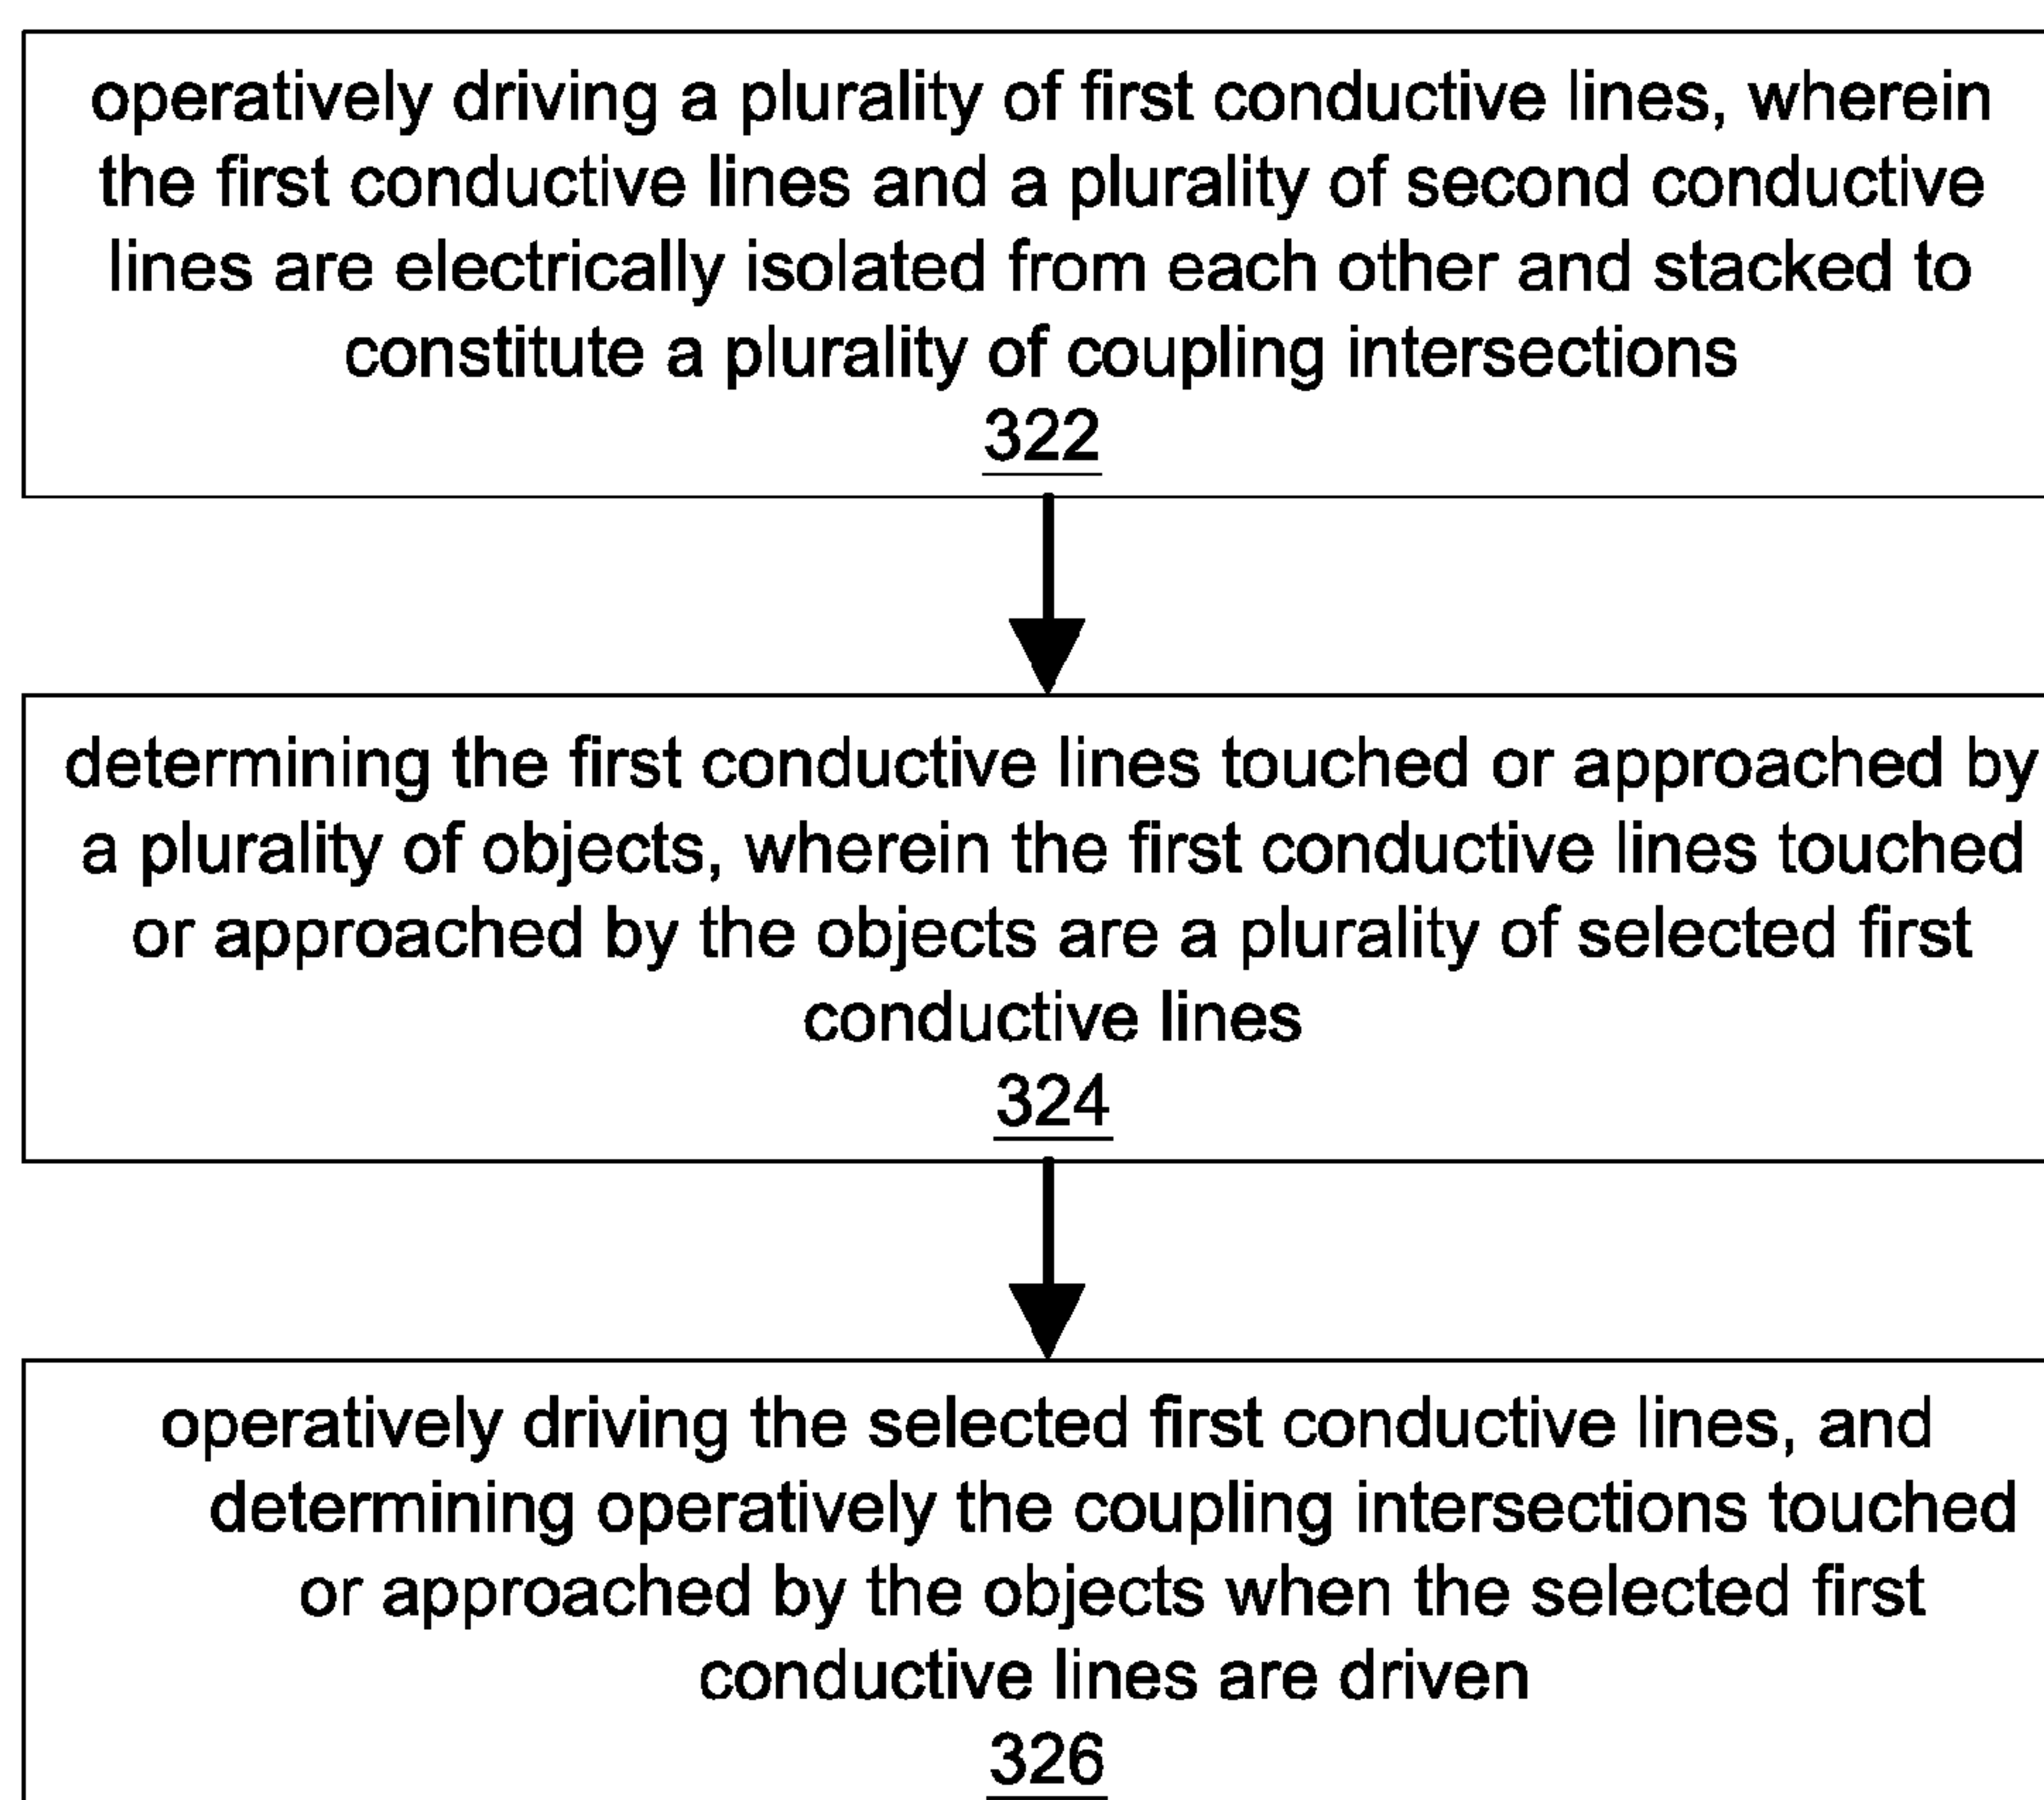 operatively driving a plurality of first conductive lines, wherein
the first conductive lines and a plurality of second conductive
lines are electrically isolated from each other and stacked to
constitute a plurality of coupling intersections
322
determining the first conductive lines touched or approached by
a plurality of objects, wherein the first conductive lines touched
or approached by the objects are a plurality of selected first
conductive lines
324
operatively driving the selected first conductive lines, and
determining operatively the coupling intersections touched
or approached by the objects when the selected first
conductive lines are driven
326